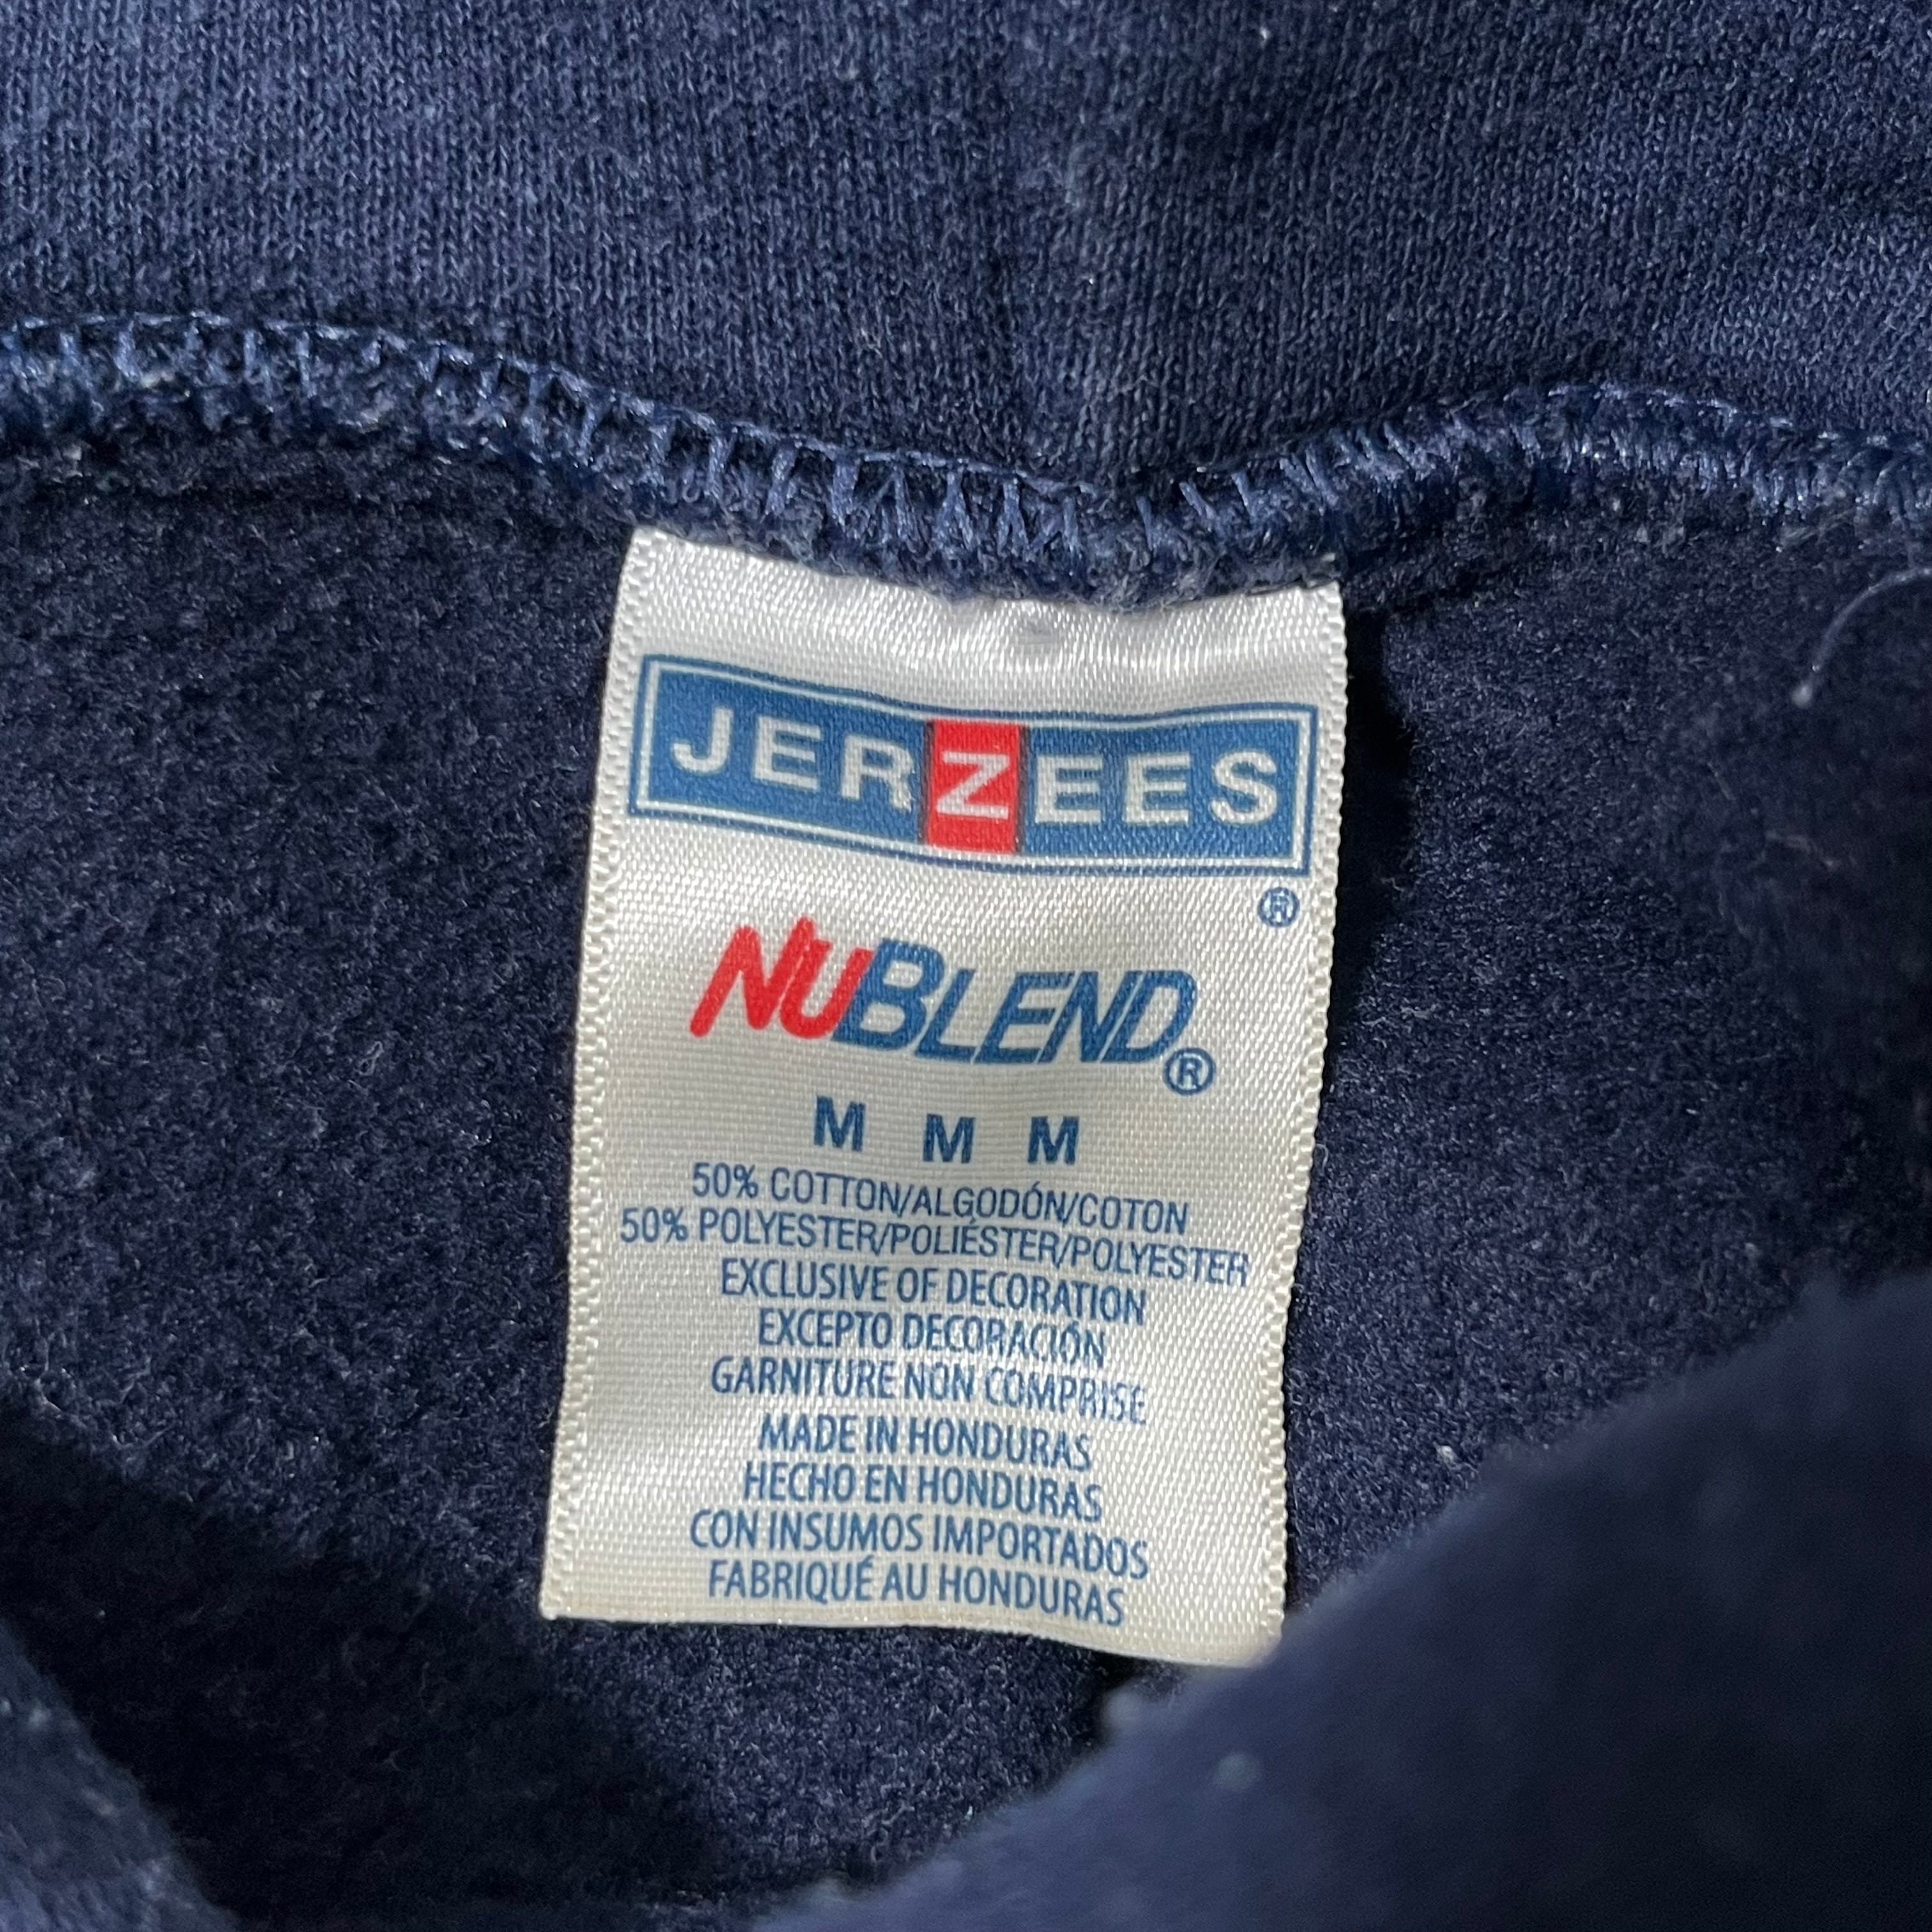 JERZEES
®
NUBLEND®
M M M
50% COTTON/ALGODÓN/COTON
50% POLYESTER/POLIÉSTER/POLYESTER
EXCLUSIVE OF DECORATION
EXCEPTO DECORACIÓN
GARNITURE NON COMPRISE
MADE IN HONDURAS
HECHO EN HONDURAS
CON INSUMOS IMPORTADOS
FABRIQUÉ AU HONDURAS